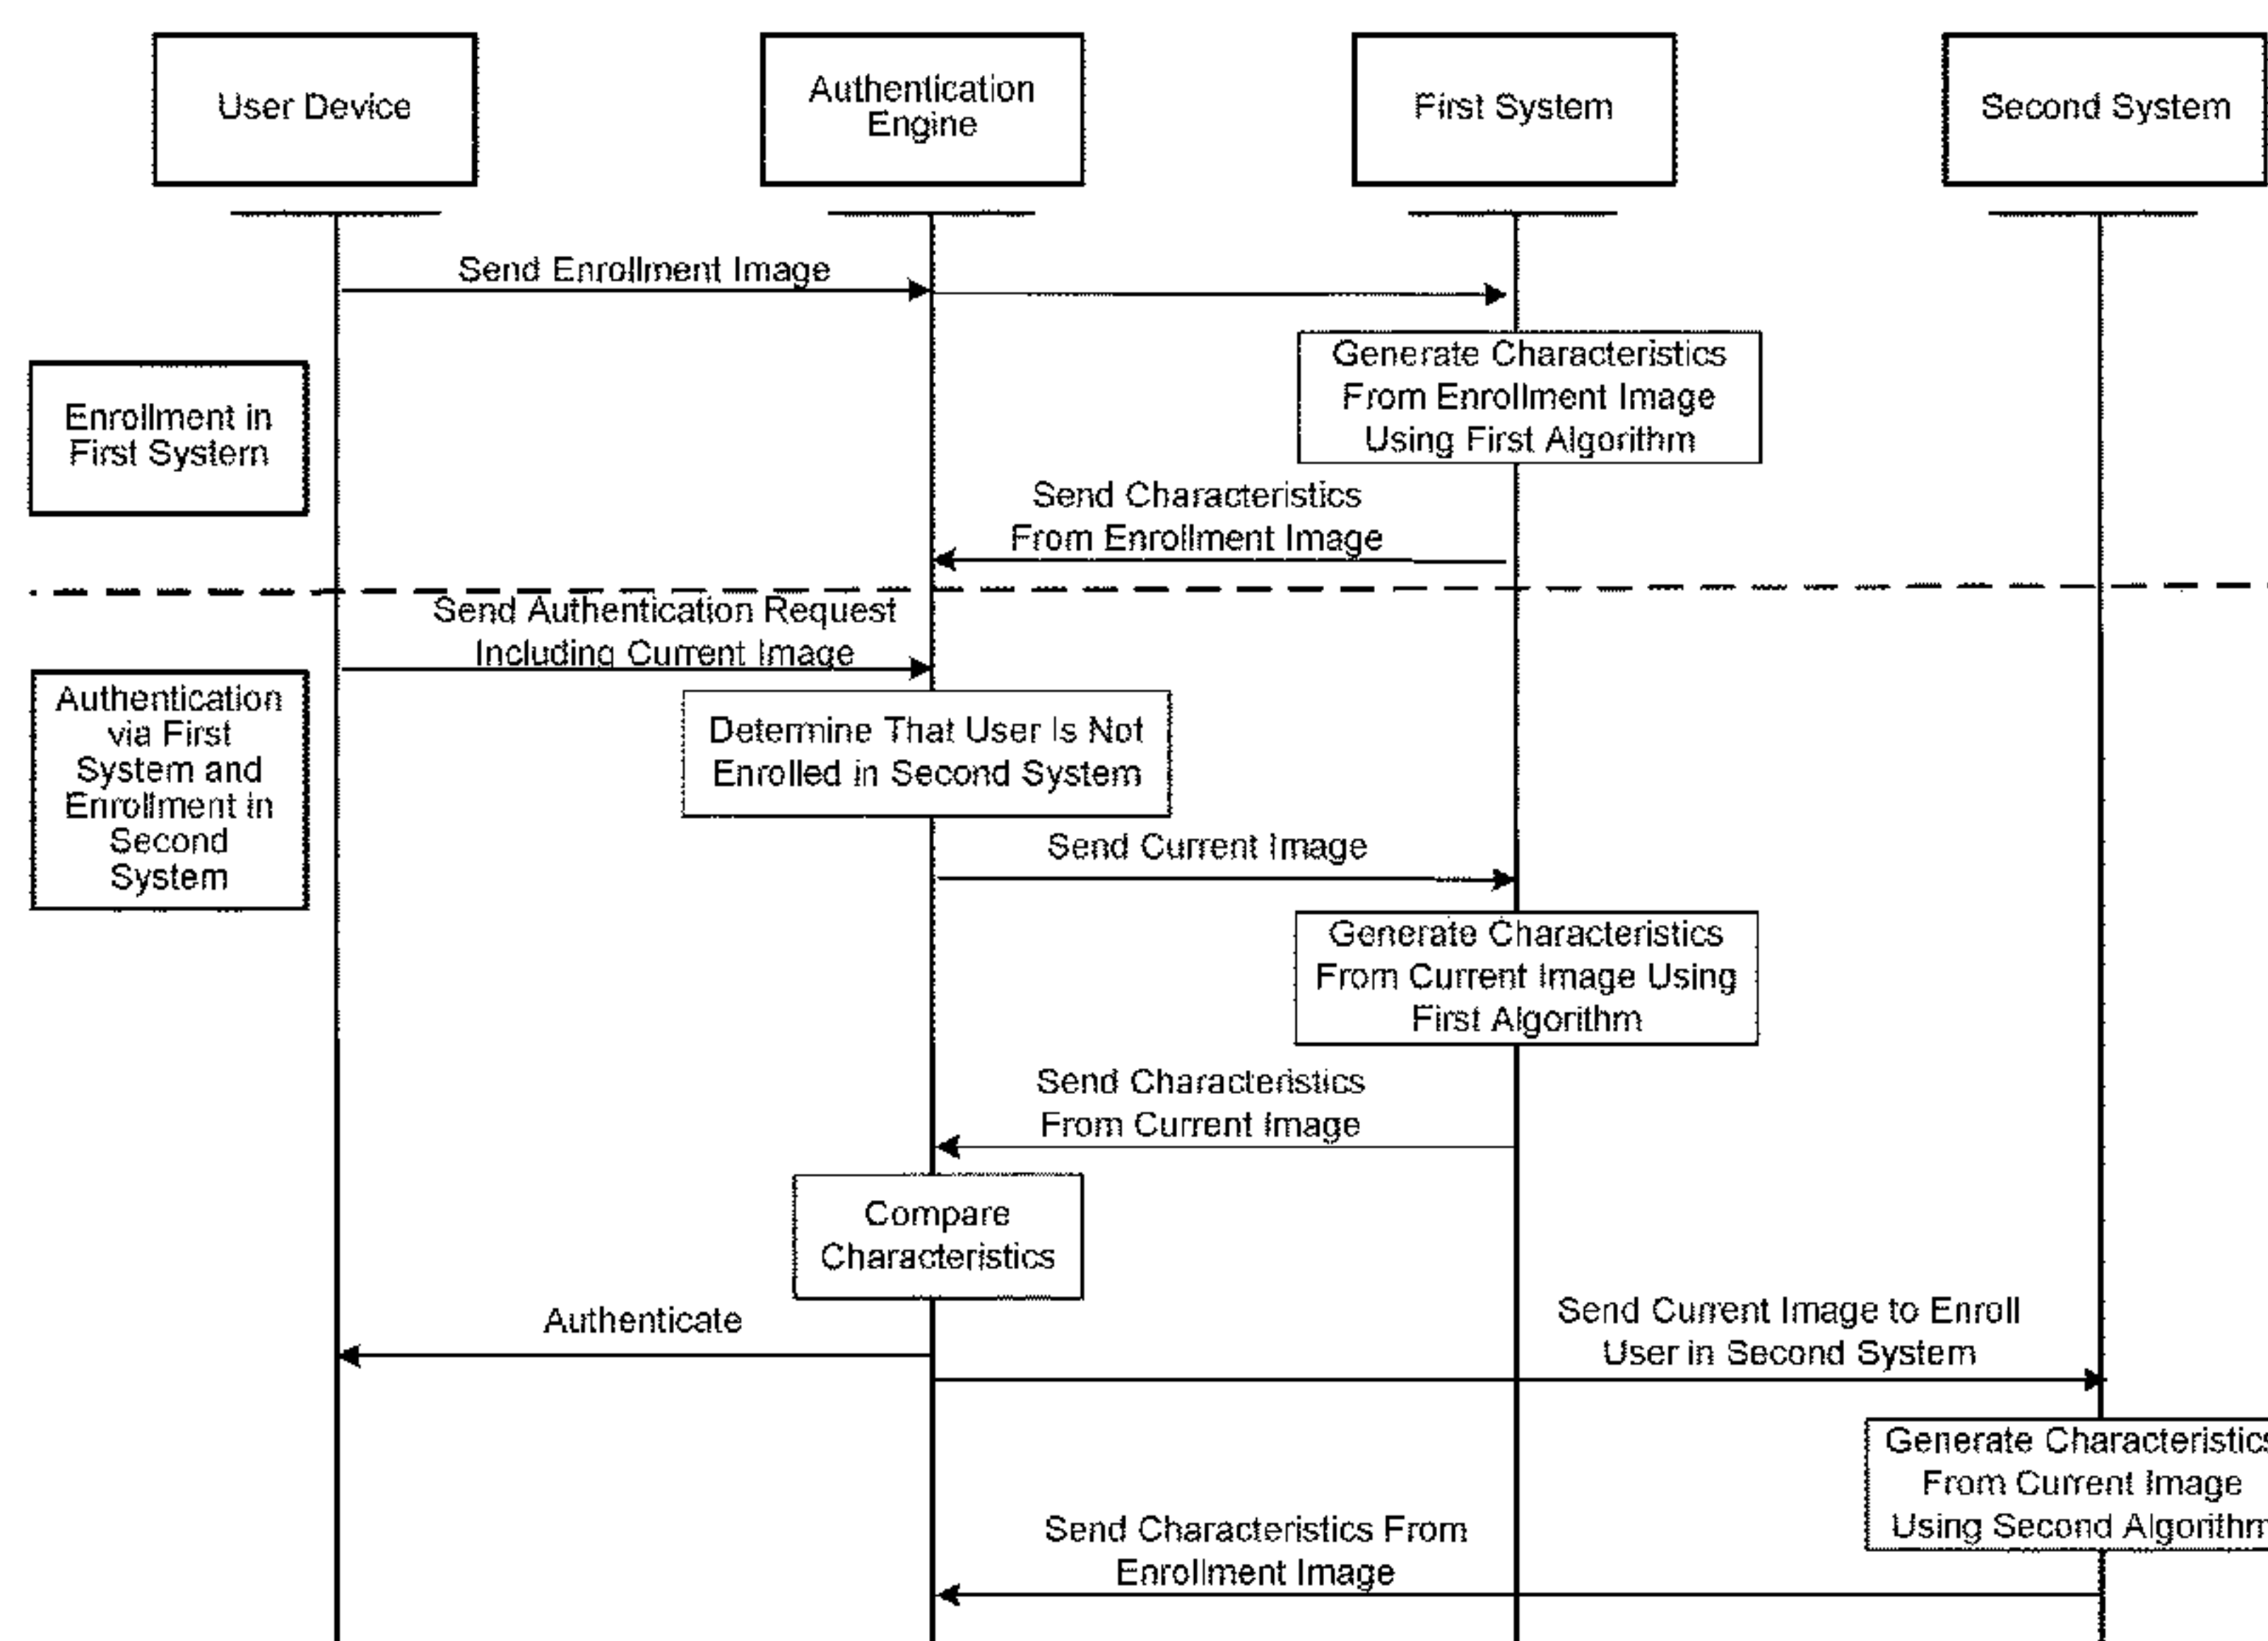 User Device
Authentication
Engine
First System
Second System
Send Enrollment Image
Generate Characteristics
From Enrollment Image
Using First Algorithm
Enrollment in
First System
Send Characteristics
From Enrollment Image
Send Authentication Request
Including Current Image
Authentication
via First
System and
Enrollment in
Second
System
Determine That User Is Not
Enrolled in Second System
Send Current Image
Generate Characteristics
From Current Image Using
First Algorithm
Send Characteristics
From Current Image
Compare
Characteristics
Authenticate
Send Current Image to Enroll
User in Second System
Generate Characteristics
From Current Image
Using Second Algorithm
Send Characteristics From
Enrollment Image